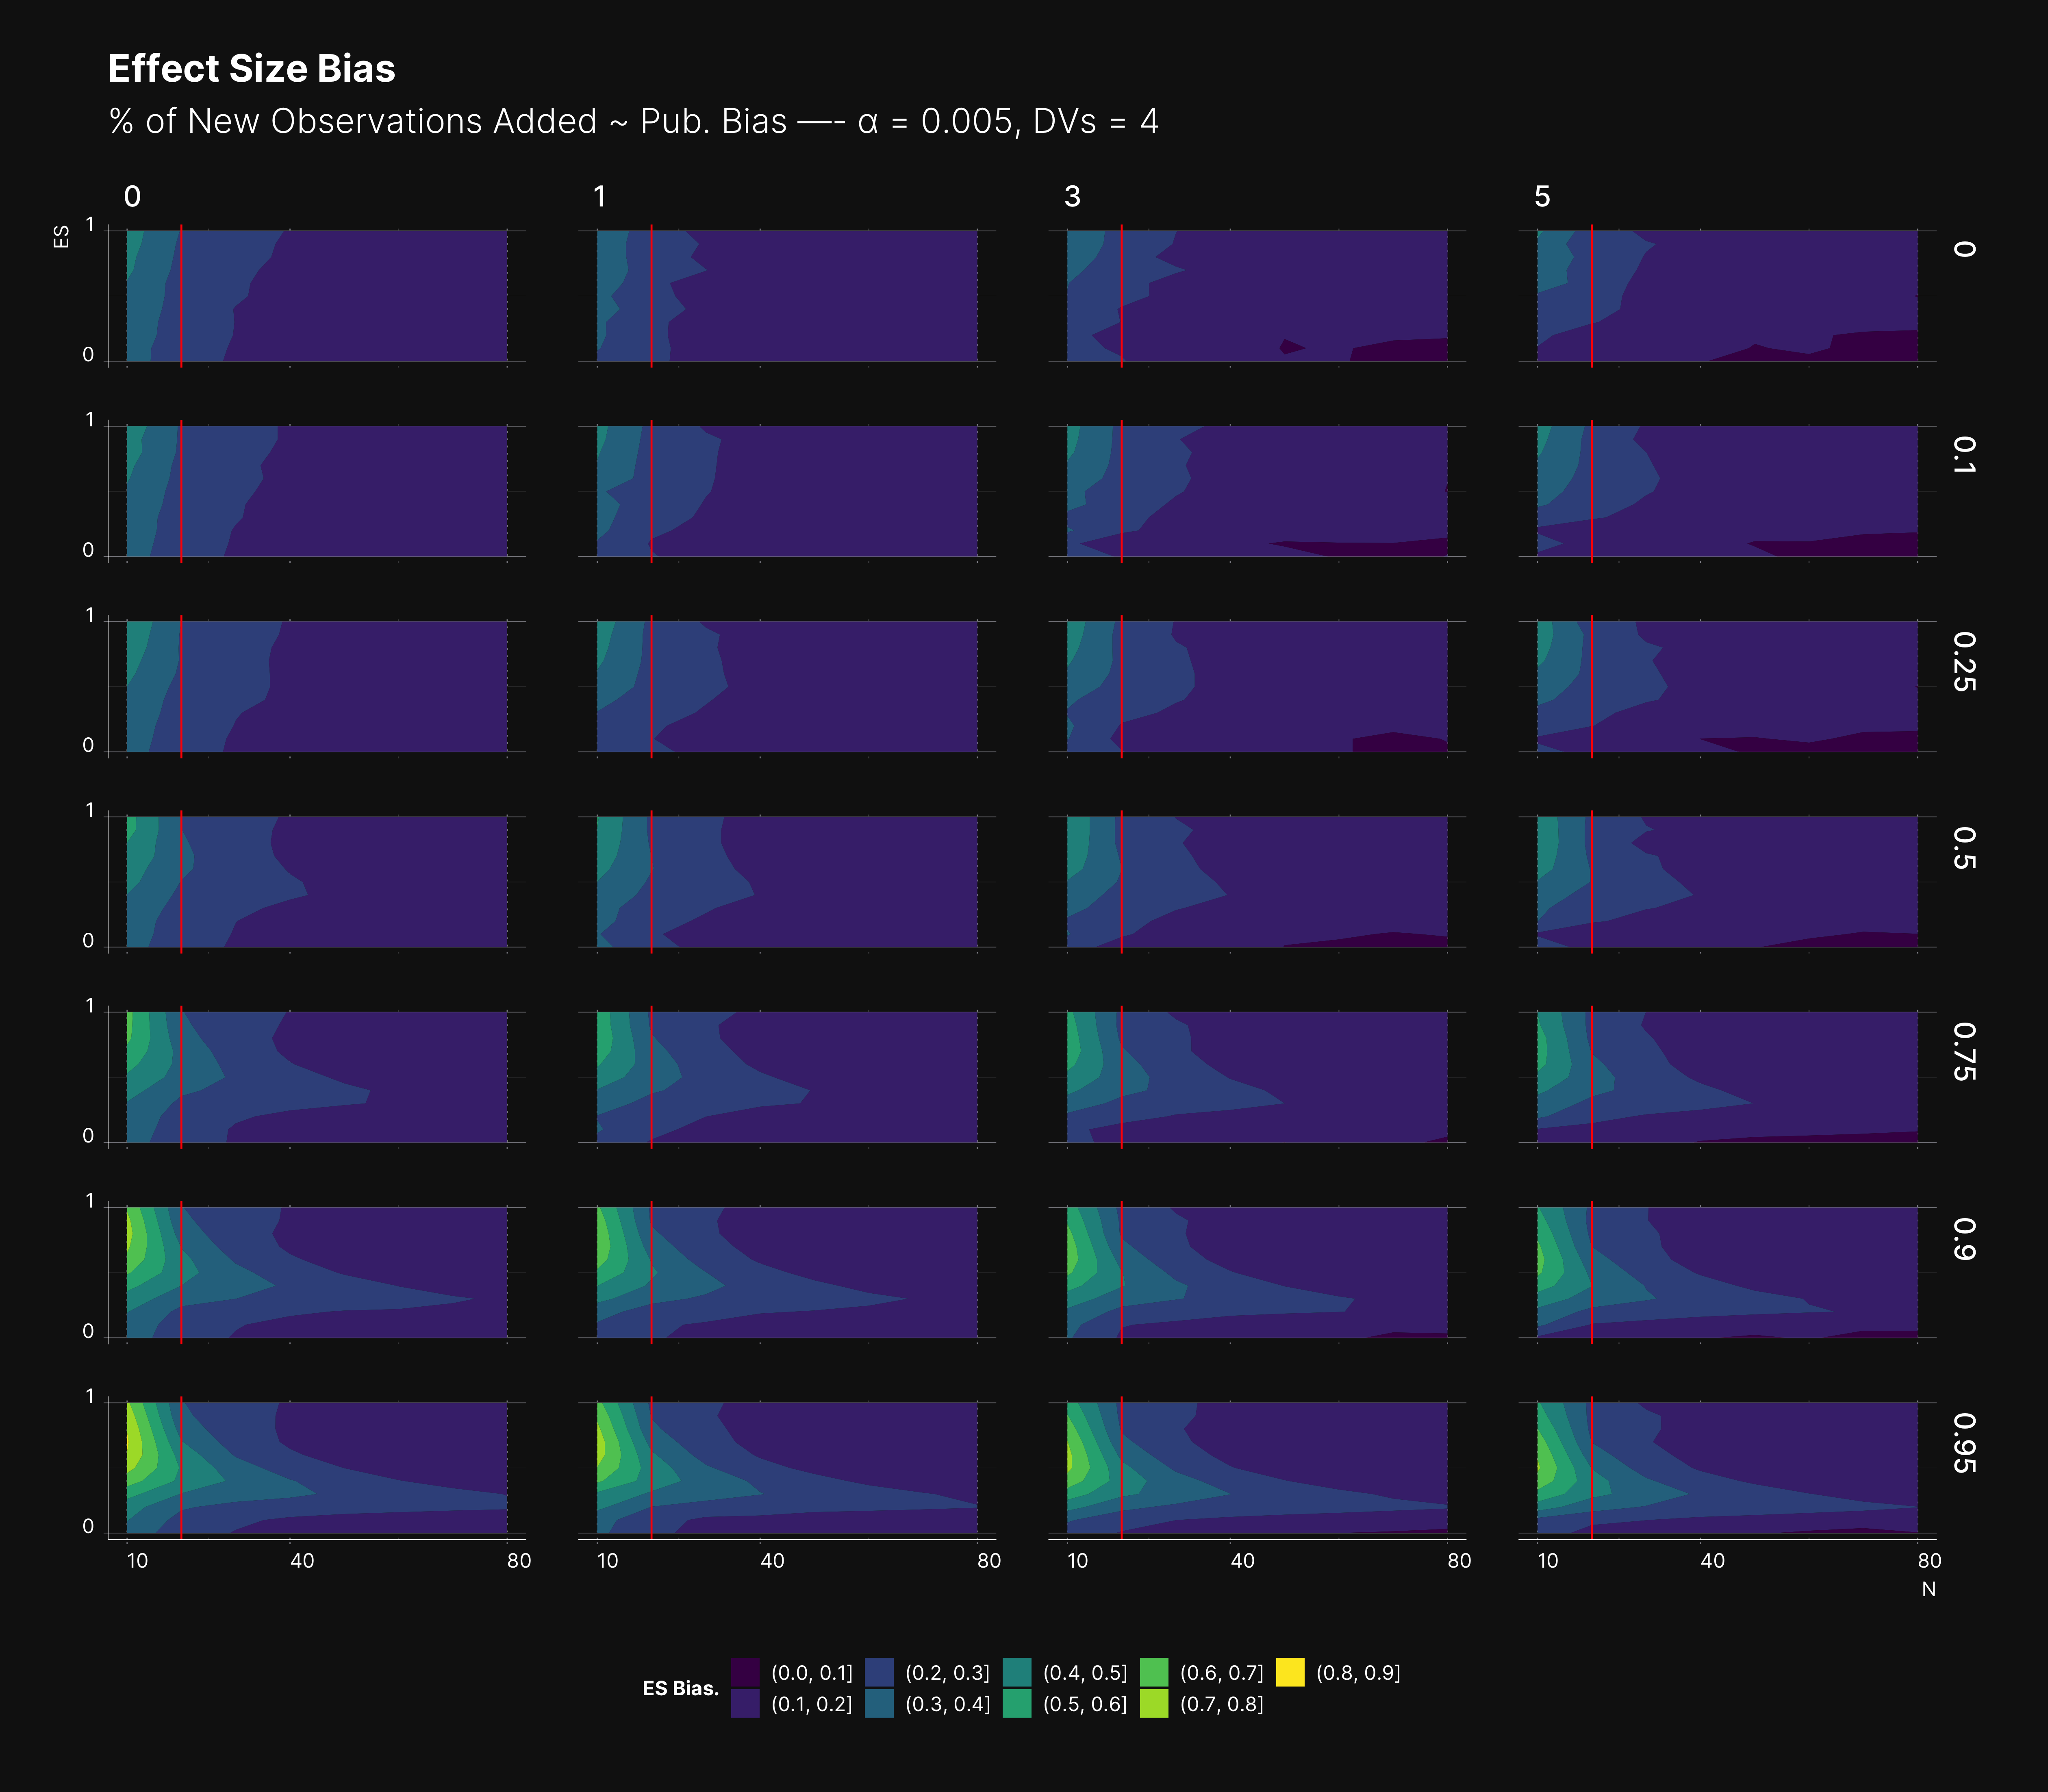 Effect Size Bias
% of New Observations Added ~ Pub. Bias —- α = 0.005, DVs = 4
0 1 3 5
ES
1
0
0
1
0
0.1
1
0
0.25
1
0
0.5
1
0
0.75
1
0
0.9
1
0
0.95
10 40 80 10 40 80 10 40 80 10 40 80
N
ES Bias.
(0.0, 0.1] (0.2, 0.3] (0.4, 0.5] (0.6, 0.7] (0.8, 0.9]
(0.1, 0.2] (0.3, 0.4] (0.5, 0.6] (0.7, 0.8]